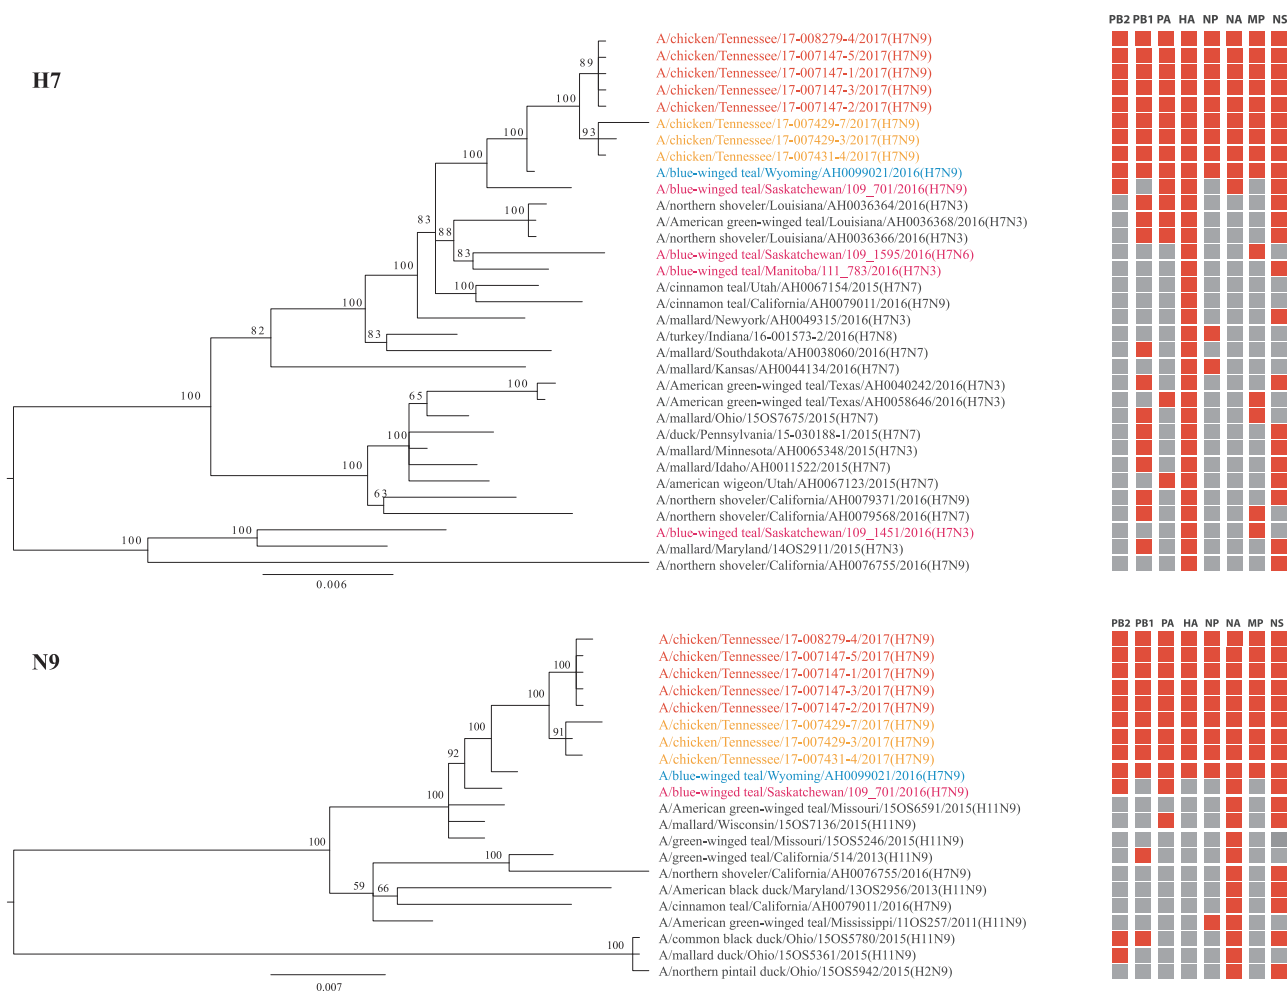 PB2 PB1 PA HA NP NA MP NS
H7
A/chicken/Tennessee/17-008279-4/2017(H7N9)
A/chicken/Tennessee/17-007147-5/2017(H7N9)
89
A/chicken/Tennessee/17-007147-1/2017(H7N9)
A/chicken/Tennessee/17-007147-3/2017(H7N9)
100
A/chicken/Tennessee/17-007147-2/2017(H7N9)
A/chicken/Tennessee/17-007429-7/2017(H7N9)
100
93
A/chicken/Tennessee/17-007429-3/2017(H7N9)
A/chicken/Tennessee/17-007431-4/2017(H7N9)
100
A/blue-winged teal/Wyoming/AH0099021/2016(H7N9)
A/blue-winged teal/Saskatchewan/109_701/2016(H7N9)
A/northern shoveler/Louisiana/AH0036364/2016(H7N3)
83
100
A/American green-winged teal/Louisiana/AH0036368/2016(H7N3)
88
A/northern shoveler/Louisiana/AH0036366/2016(H7N3)
83
A/blue-winged teal/Saskatchewan/109_1595/2016(H7N6)
100
A/blue-winged teal/Manitoba/111_783/2016(H7N3)
100
A/cinnamon teal/Utah/AH0067154/2015(H7N7)
A/cinnamon teal/California/AH0079011/2016(H7N9)
100
A/mallard/Newyork/AH0049315/2016(H7N3)
82
83
A/turkey/Indiana/16-001573-2/2016(H7N8)
A/mallard/Southdakota/AH0038060/2016(H7N7)
A/mallard/Kansas/AH0044134/2016(H7N7)
100
A/American green-winged teal/Texas/AH0040242/2016(H7N3)
100
65
A/American green-winged teal/Texas/AH0058646/2016(H7N3)
A/mallard/Ohio/15OS7675/2015(H7N7)
100
A/duck/Pennsylvania/15-030188-1/2015(H7N7)
A/mallard/Minnesota/AH0065348/2015(H7N3)
100
A/mallard/Idaho/AH0011522/2015(H7N7)
A/american wigeon/Utah/AH0067123/2015(H7N7)
63
A/northern shoveler/California/AH0079371/2016(H7N9)
A/northern shoveler/California/AH0079568/2016(H7N7)
100
A/blue-winged teal/Saskatchewan/109_1451/2016(H7N3)
100
A/mallard/Maryland/14OS2911/2015(H7N3)
A/northern shoveler/California/AH0076755/2016(H7N9)
0.006
PB2 PB1 PA HA NP NA MP NS
N9
A/chicken/Tennessee/17-008279-4/2017(H7N9)
A/chicken/Tennessee/17-007147-5/2017(H7N9)
100
A/chicken/Tennessee/17-007147-1/2017(H7N9)
A/chicken/Tennessee/17-007147-3/2017(H7N9)
100
A/chicken/Tennessee/17-007147-2/2017(H7N9)
100
A/chicken/Tennessee/17-007429-7/2017(H7N9)
91
A/chicken/Tennessee/17-007429-3/2017(H7N9)
92
A/chicken/Tennessee/17-007431-4/2017(H7N9)
A/blue-winged teal/Wyoming/AH0099021/2016(H7N9)
A/blue-winged teal/Saskatchewan/109_701/2016(H7N9)
100
A/American green-winged teal/Missouri/15OS6591/2015(H11N9)
A/mallard/Wisconsin/15OS7136/2015(H11N9)
A/green-winged teal/Missouri/15OS5246/2015(H11N9)
100
100
A/green-winged teal/California/514/2013(H11N9)
A/northern shoveler/California/AH0076755/2016(H7N9)
59
66
A/American black duck/Maryland/13OS2956/2013(H11N9)
A/cinnamon teal/California/AH0079011/2016(H7N9)
A/American green-winged teal/Mississippi/11OS257/2011(H11N9)
A/common black duck/Ohio/15OS5780/2015(H11N9)
100
A/mallard duck/Ohio/15OS5361/2015(H11N9)
A/northern pintail duck/Ohio/15OS5942/2015(H2N9)
0.007